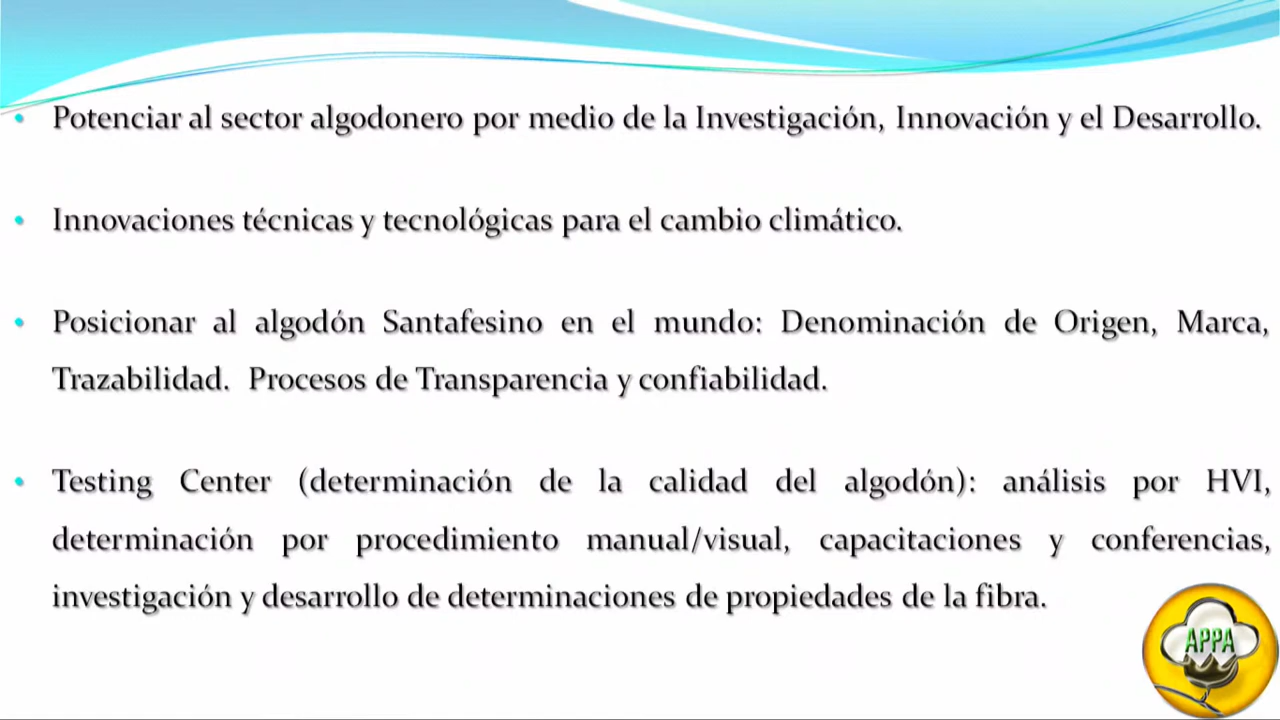 • Potenciar al sector algodonero por medio de la Investigación, Innovación y el Desarrollo.
• Innovaciones técnicas y tecnológicas para el cambio climático.
• Posicionar al algodón Santafesino en el mundo: Denominación de Origen, Marca,
Trazabilidad. Procesos de Transparencia y confiabilidad.
• Testing Center (determinación de la calidad del algodón): análisis por HVI,
determinación por procedimiento manual/visual, capacitaciones y conferencias,
investigación y desarrollo de determinaciones de propiedades de la fibra.
APPA